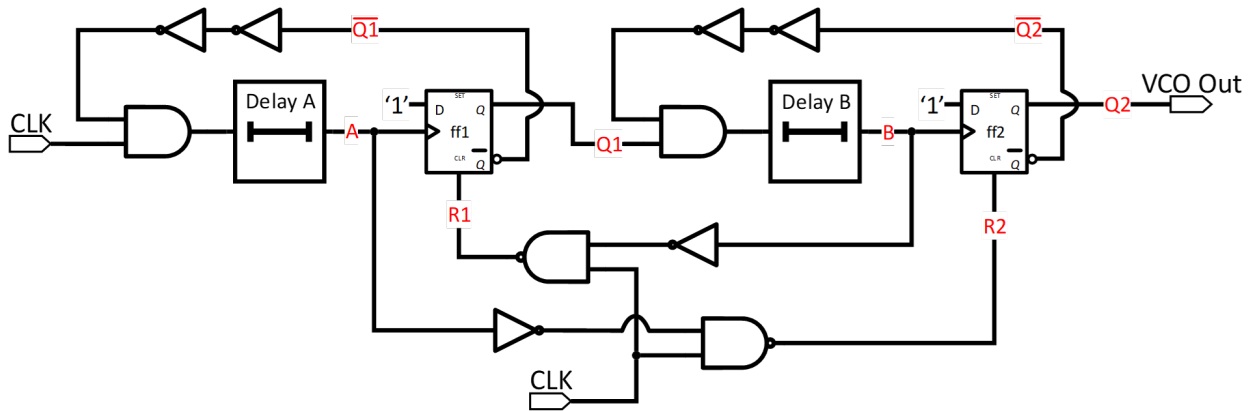 Q1
Q2
VCO Out
Delay A
‘1’
SET
D
Q
Delay B
‘1’
SET
D
Q
Q2
CLK
A
ff1
Q1
B
ff2
CLR
Q
CLR
Q
R1
R2
CLK